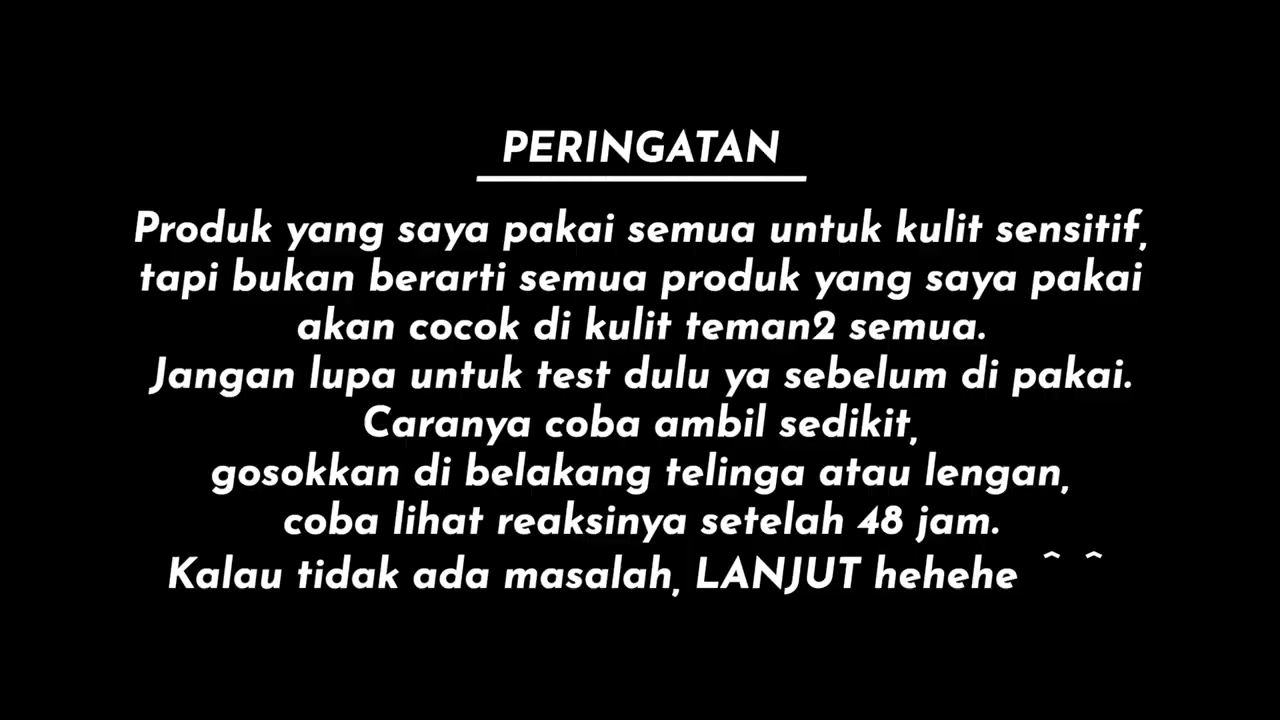 PERINGATAN
Produk yang saya pakai semua untuk kulit sensitif,
tapi bukan berarti semua produk yang saya pakai
akan cocok di kulit teman2 semua.
Jangan lupa untuk test dulu ya sebelum di pakai.
Caranya coba ambil sedikit,
gosokkan di belakang telinga atau lengan,
coba lihat reaksinya setelah 48 jam.
Kalau tidak ada masalah, LANJUT hehehe ^ ^